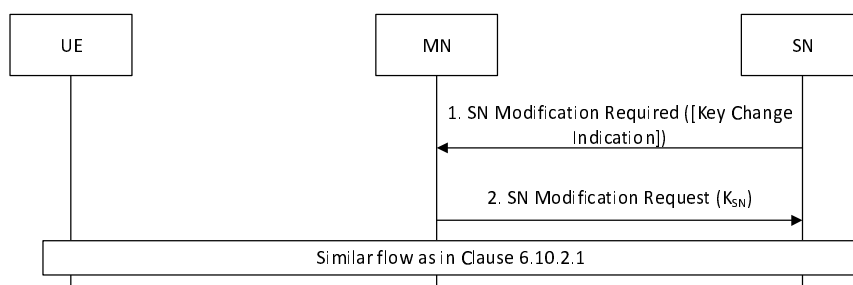 UE
MN
SN
1. SN Modification Required ([Key Change
Indication])
2. SN Modification Request (KSN)
Similar flow as in Clause 6.10.2.1